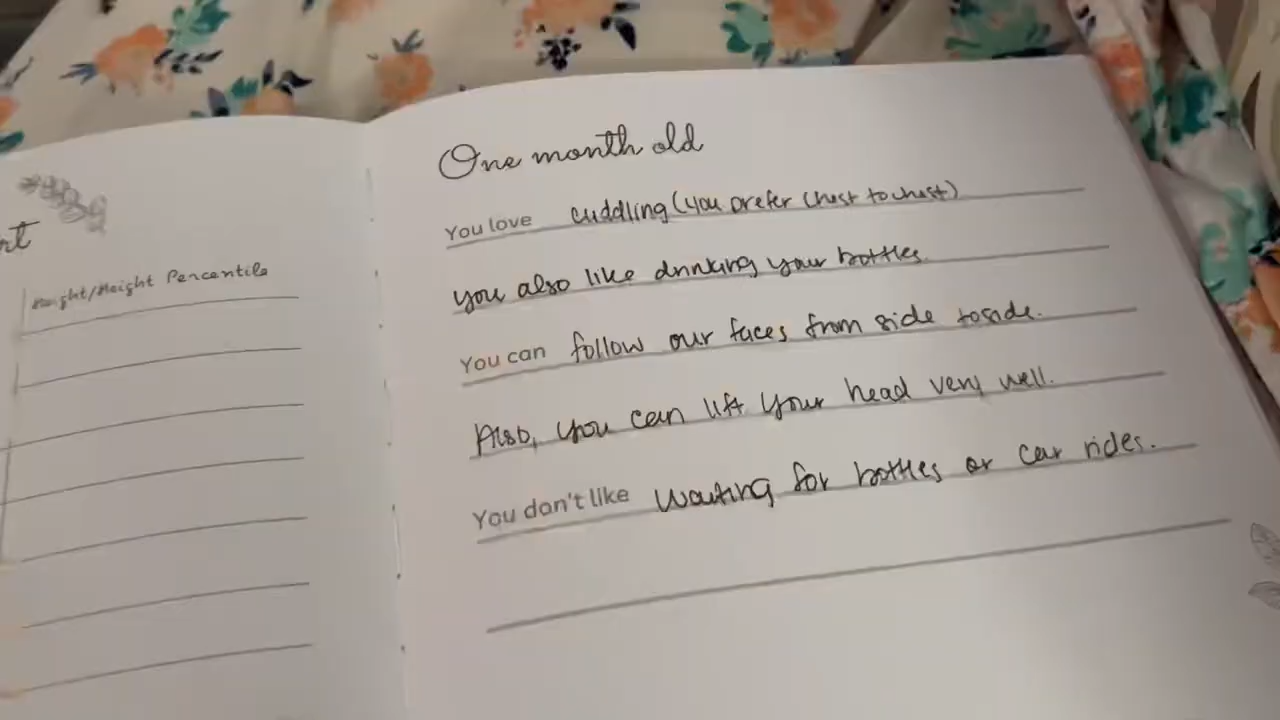 nt
Weight/Height Percentile
One month old
You love cuddling (you prefer chest to chest)
you also like drinking your bottles.
You can follow our faces from side to side.
Also, you can lift your head very well.
You don't like waiting for bottles or car rides.